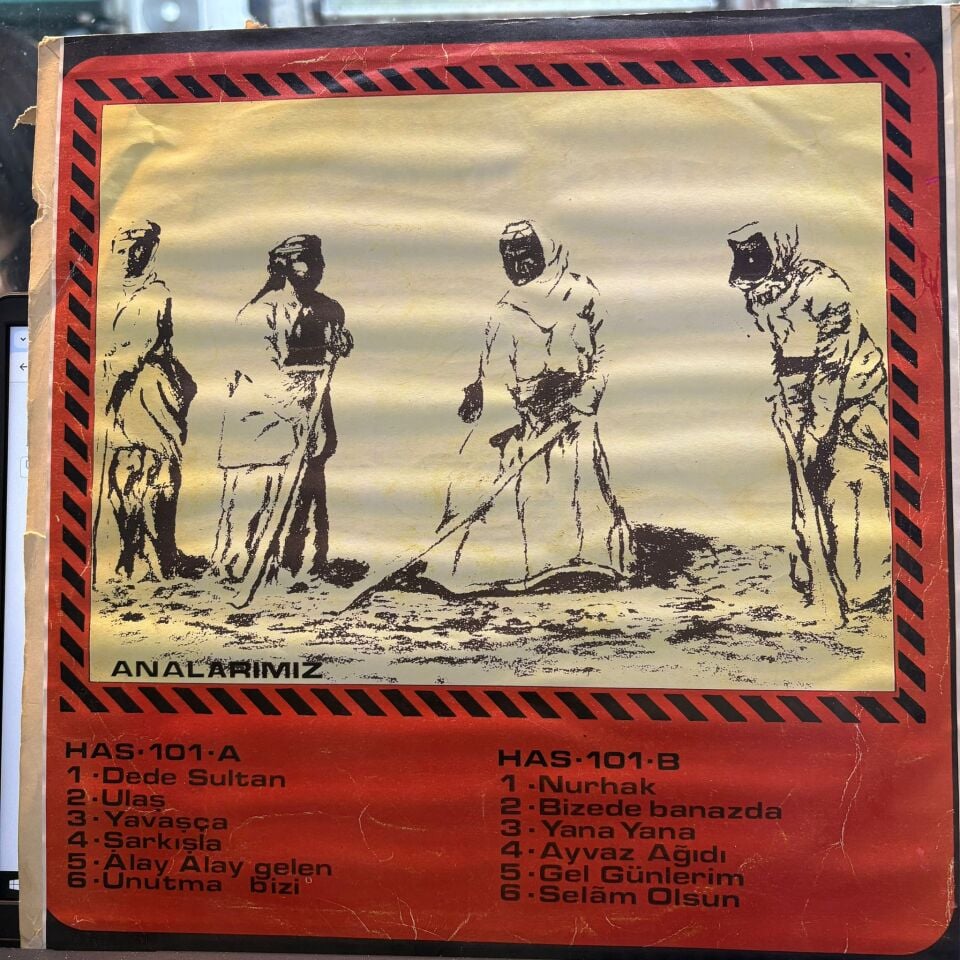 ANALARIMIZ
HAS·101·A
1·Dede Sultan
2·Ulaş
3·Yavaşça
4·Şarkışla
5·Alay Alay gelen
6·Unutma bizi
HAS·101·B
1·Nurhak
2·Bizede banazda
3·Yana Yana
4·Ayvaz Ağıdı
5·Gel Günlerim
6·Selâm Olsun